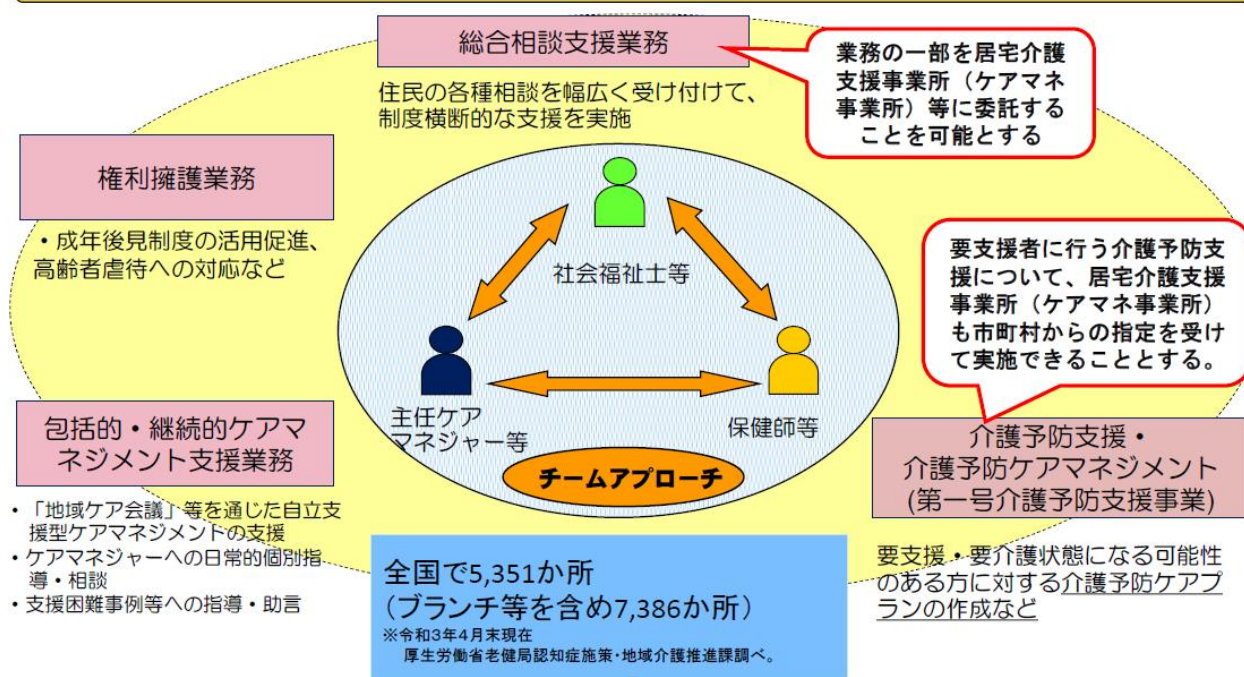 総合相談支援業務
住民の各種相談を幅広く受け付けて、
制度横断的な支援を実施
業務の一部を居宅介護
支援事業所（ケアマネ
事業所）等に委託する
ことを可能とする
権利擁護業務
・成年後見制度の活用促進、
高齢者虐待への対応など
社会福祉士等
要支援者に行う介護予防支
援について、居宅介護支援
事業所（ケアマネ事業所）
も市町村からの指定を受け
て実施できることとする。
主任ケア
マネジャー等
保健師等
チームアプローチ
包括的・継続的ケアマ
ネジメント支援業務
・「地域ケア会議」等を通じた自立支
援型ケアマネジメントの支援
・ケアマネジャーへの日常的個別指
導・相談
・支援困難事例等への指導・助言
介護予防支援・
介護予防ケアマネジメント
(第一号介護予防支援事業)
要支援・要介護状態になる可能性
のある方に対する介護予防ケアプ
ランの作成など
全国で5,351か所
（ブランチ等を含め7,386か所）
※令和3年4月末現在
厚生労働省老健局認知症施策・地域介護推進課調べ。